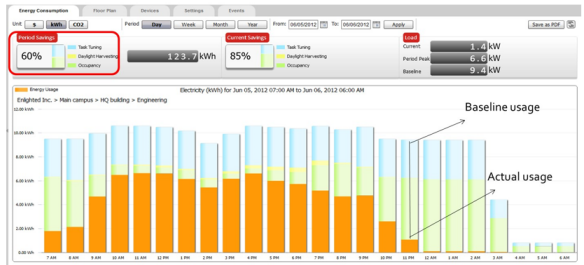 Energy Consumption Floor Plan Devices Settings Events
Unit $ kWh CO2 Period Day Week Month Year From: 06/05/2012 To: 06/06/2012 Apply Save as PDF
Period Savings
60%
Task Tuning
Daylight Harvesting
Occupancy
123.7 kWh
Current Savings
85%
Task Tuning
Daylight Harvesting
Occupancy
Load
Current 1.4 kW
Period Peak 6.6 kW
Baseline 9.4 kW
Energy Usage
Electricity (kWh) for Jun 05, 2012 07:00 AM to Jun 06, 2012 06:00 AM
Enlighted Inc. > Main campus > HQ building > Engineering
Baseline usage
Actual usage
12.00 kWh
10.00 kWh
8.00 kWh
6.00 kWh
4.00 kWh
2.00 kWh
0.00 kWh
7 AM 8 AM 9 AM 10 AM 11 AM 12 PM 1 PM 2 PM 3 PM 4 PM 5 PM 6 PM 7 PM 8 PM 9 PM 10 PM 11 PM 12 AM 1 AM 2 AM 3 AM 4 AM 5 AM 6 AM